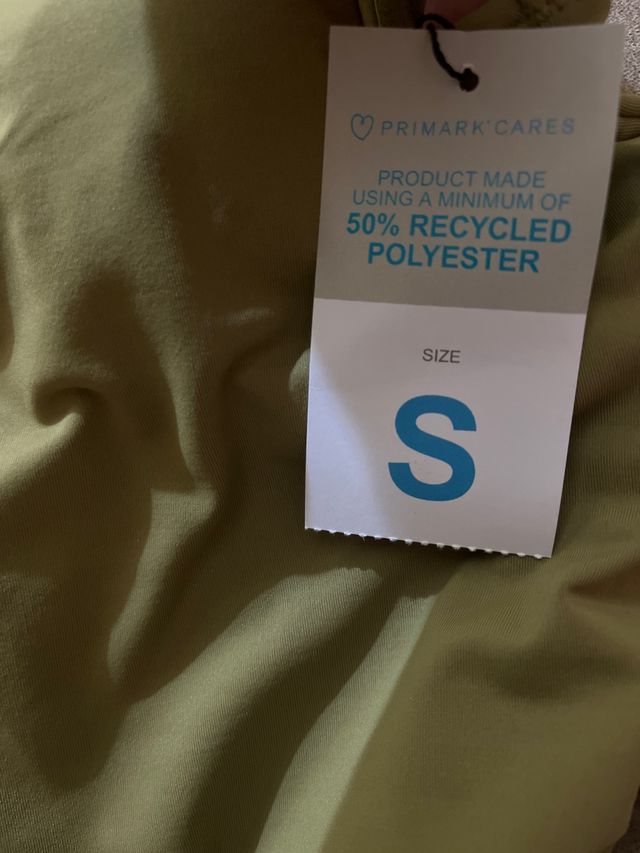 PRIMARK CARES
PRODUCT MADE
USING A MINIMUM OF
50% RECYCLED
POLYESTER
SIZE
S